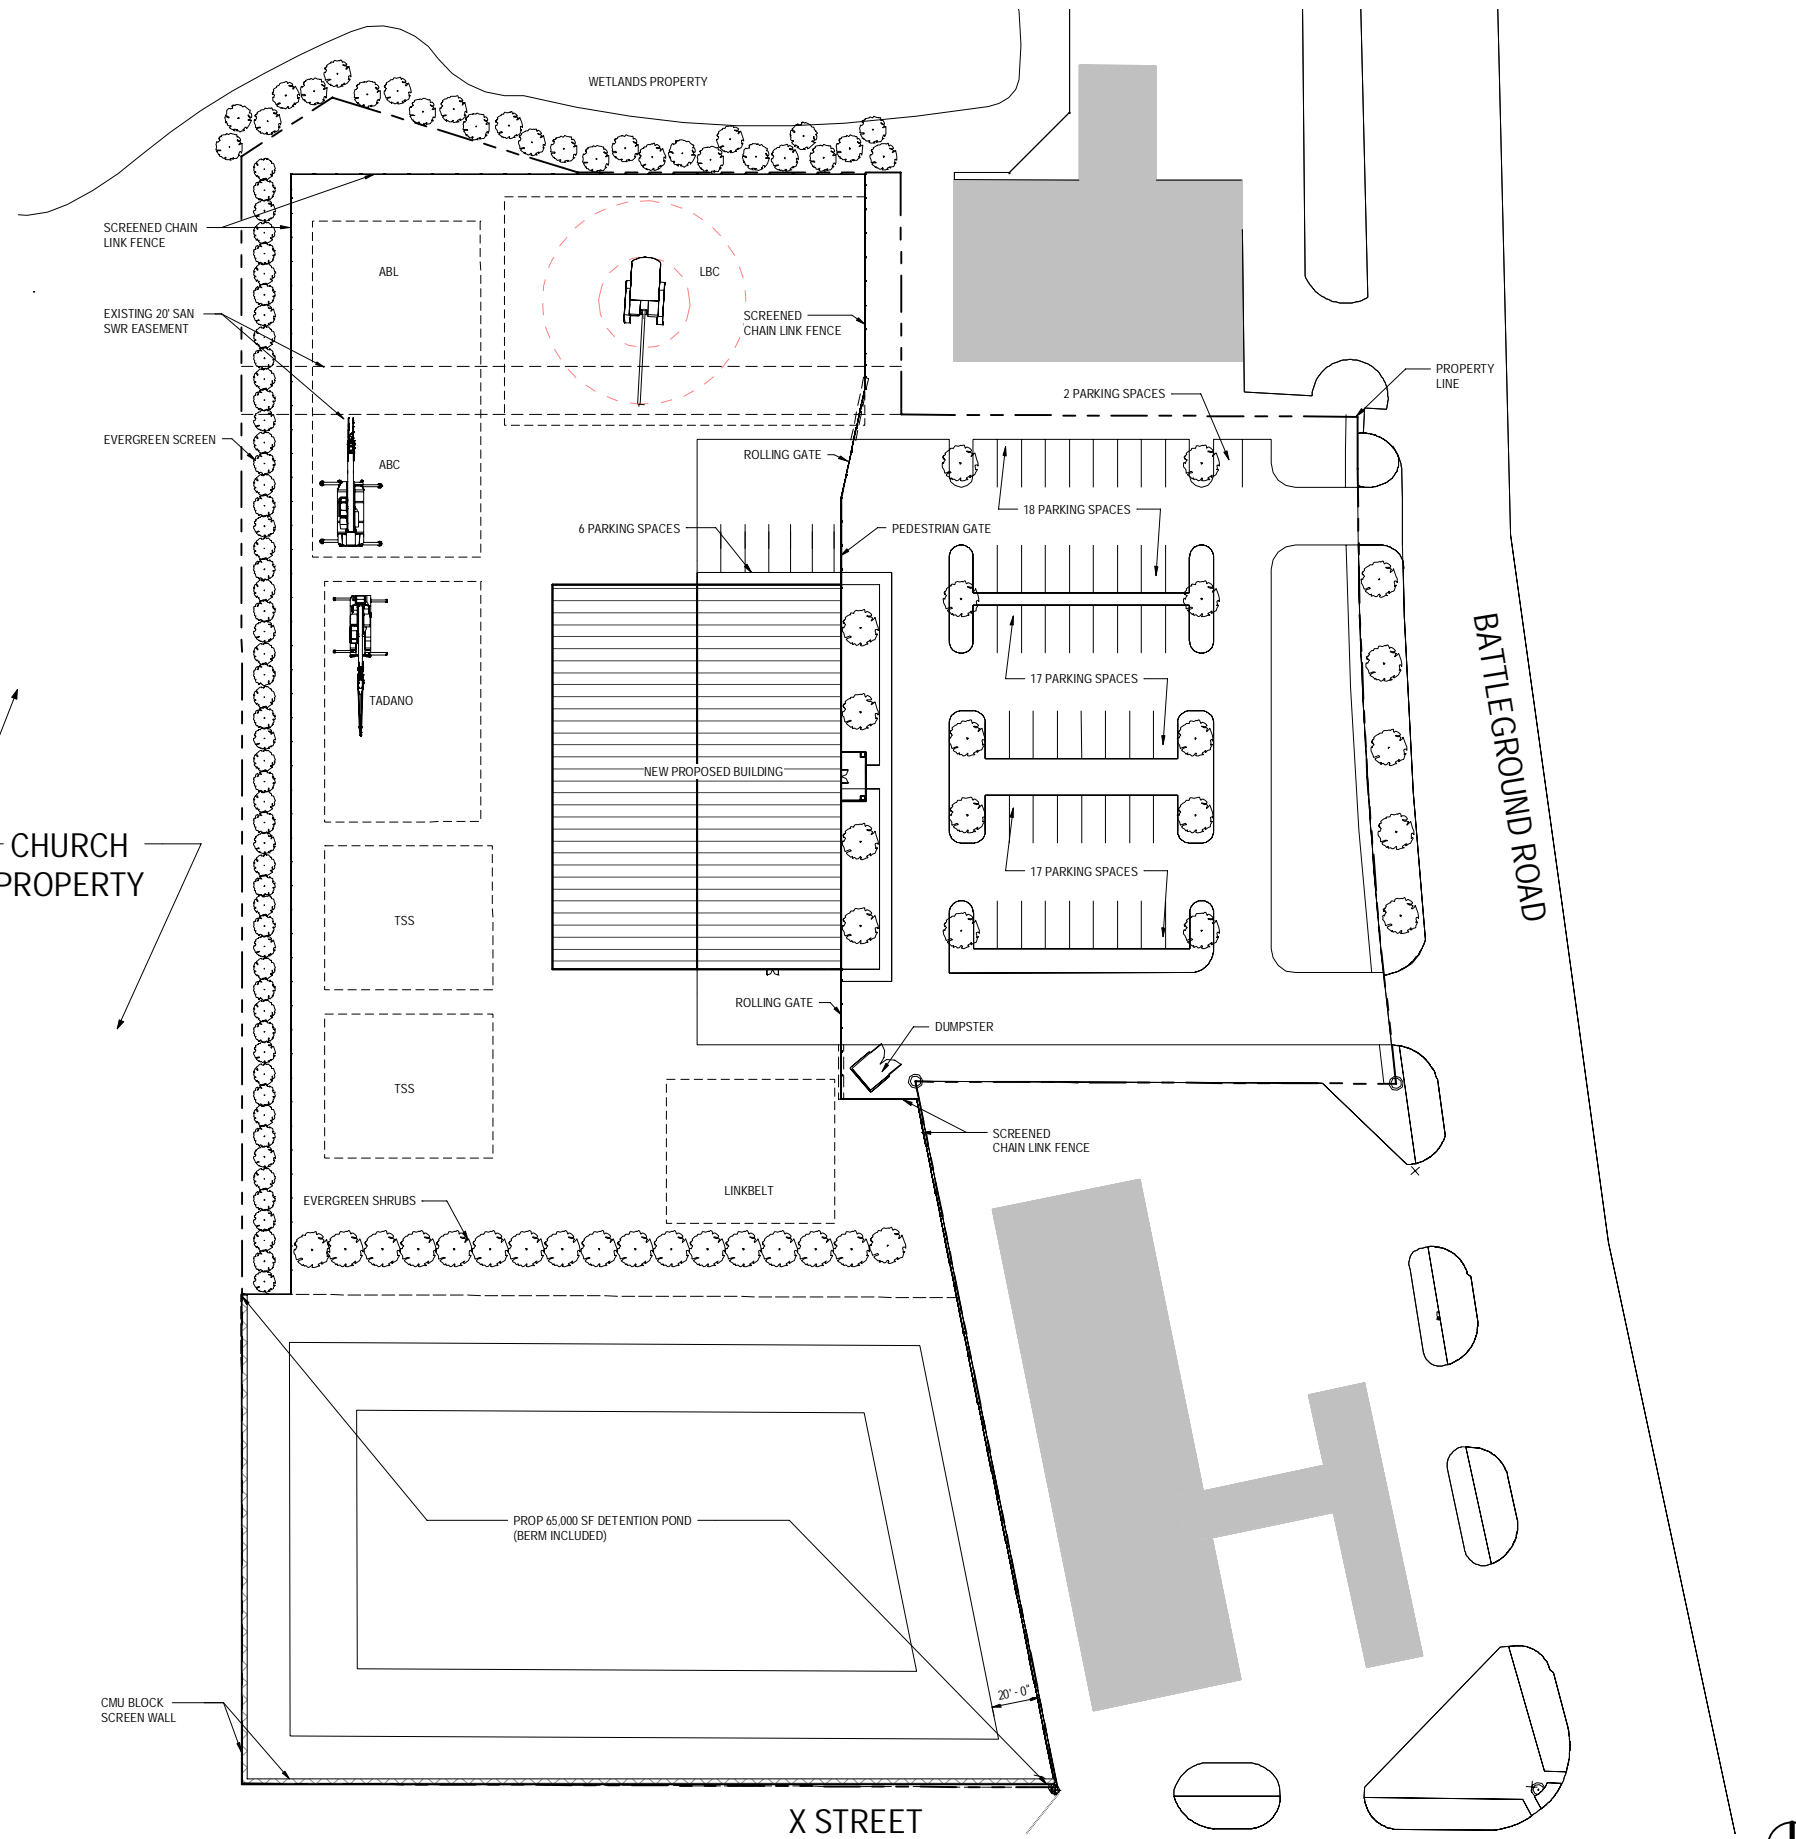 WETLANDS PROPERTY
SCREENED CHAIN
LINK FENCE
ABL
LBC
EXISTING 20' SAN
SWR EASEMENT
SCREENED
CHAIN LINK FENCE
PROPERTY
LINE
2 PARKING SPACES
EVERGREEN SCREEN
ABC
ROLLING GATE
18 PARKING SPACES
6 PARKING SPACES
PEDESTRIAN GATE
BATTLEGROUND ROAD
17 PARKING SPACES
TADANO
NEW PROPOSED BUILDING
CHURCH
PROPERTY
17 PARKING SPACES
TSS
ROLLING GATE
DUMPSTER
TSS
SCREENED
CHAIN LINK FENCE
LINKBELT
EVERGREEN SHRUBS
PROP 65,000 SF DETENTION POND
(BERM INCLUDED)
20' - 0"
CMU BLOCK
SCREEN WALL
X STREET